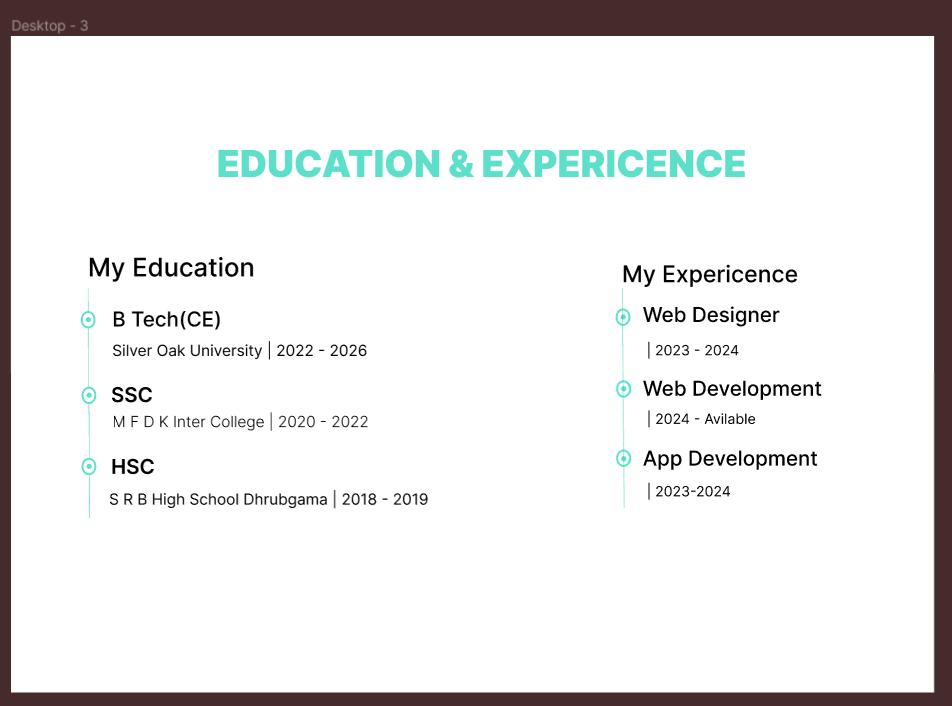 Desktop - 3
EDUCATION & EXPERICENCE
My Education
B Tech(CE)
Silver Oak University | 2022 - 2026
SSC
M F D K Inter College | 2020 - 2022
HSC
S R B High School Dhrubgama | 2018 - 2019
My Expericence
Web Designer
| 2023 - 2024
Web Development
| 2024 - Avilable
App Development
| 2023-2024